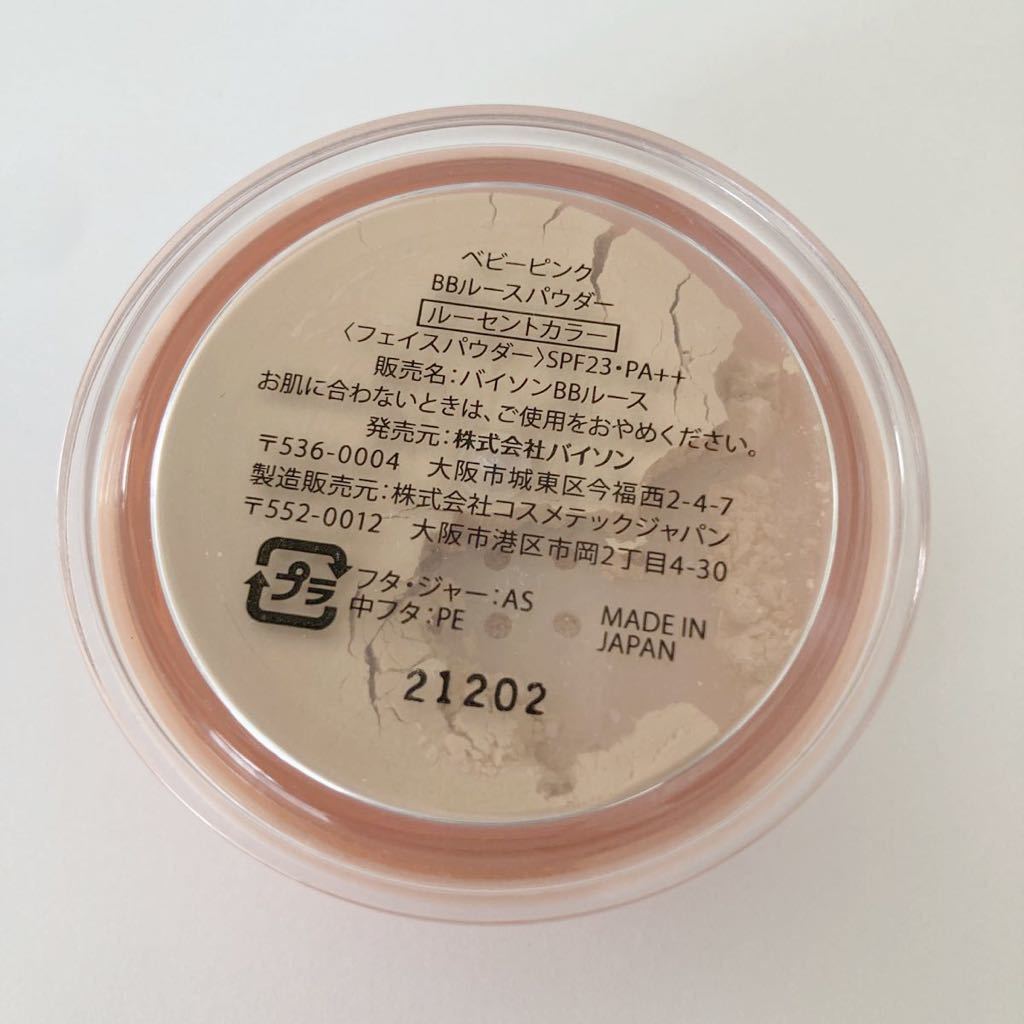 ベビーピンク
BBルースパウダー
ルーセントカラー
〈フェイスパウダー〉SPF23・PA++
販売名:バイソンBBルース
お肌に合わないときは、ご使用をおやめください。
発売元:株式会社バイソン
〒536-0004 大阪市城東区今福西2-4-7
製造販売元:株式会社コスメテックジャパン
〒552-0012 大阪市港区市岡2丁目4-30
プラ
フタ・ジャー:AS
中フタ:PE
MADE IN
JAPAN
21202